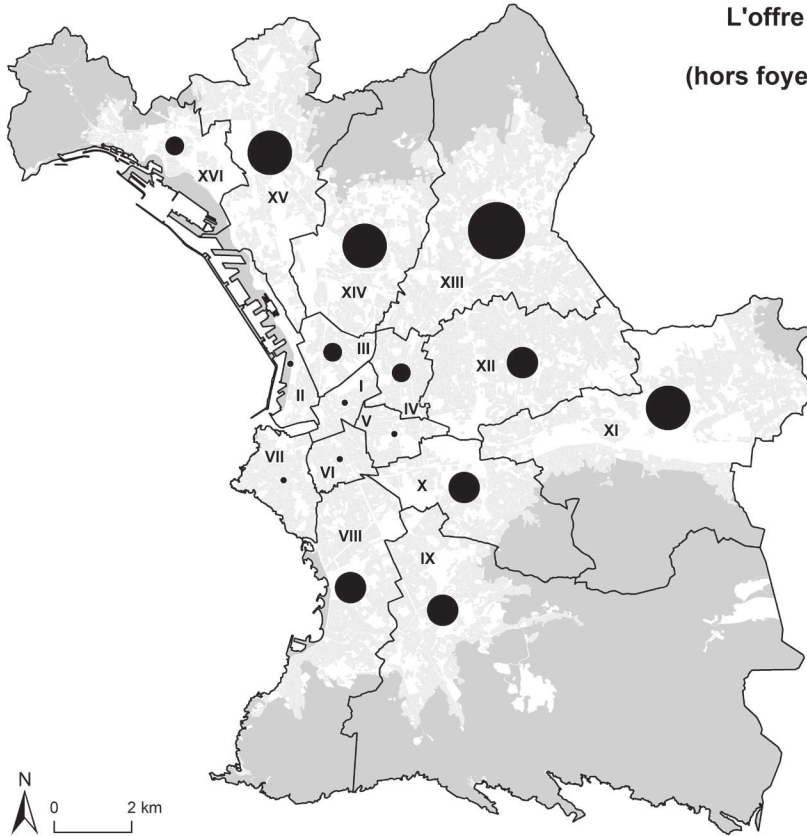 L'offre
(hors foye
XVI
XV
XIV
XIII
III
XII
I
II
IV
V
XI
VII
VI
X
VIII
IX
N
0 2 km